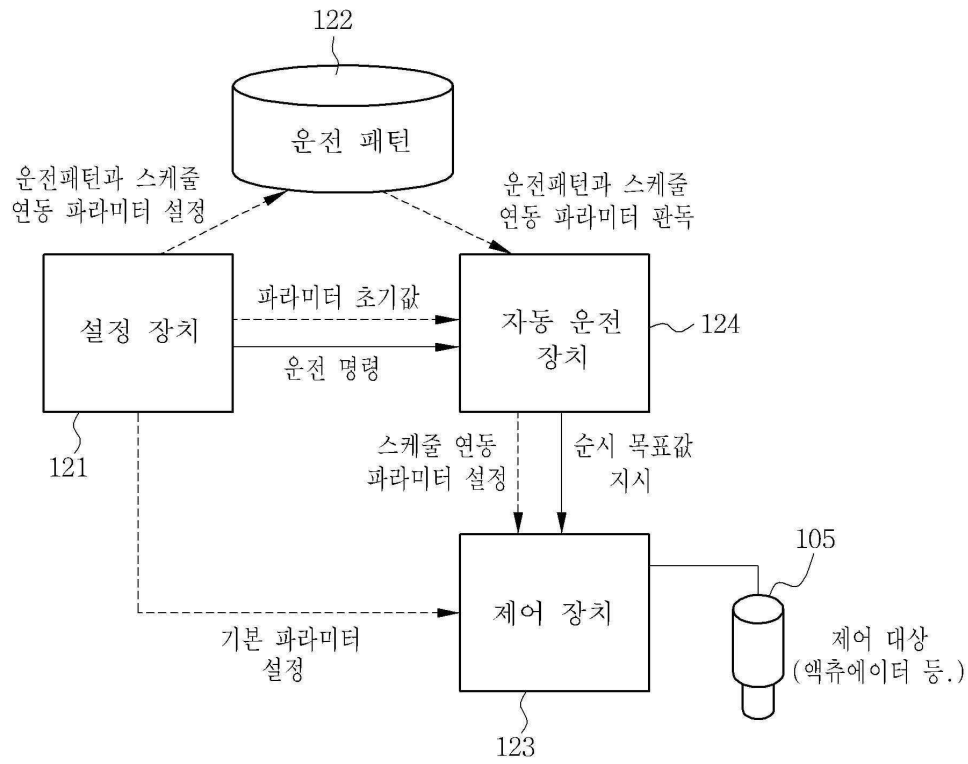 122
운전 패턴
운전패턴과 스케줄
연동 파라미터 설정
운전패턴과 스케줄
연동 파라미터 판독
설정 장치
파라미터 초기값
운전 명령
자동 운전
장치
124
121
스케줄 연동
파라미터 설정
순시 목표값
지시
105
제어 장치
기본 파라미터
설정
제어 대상
(액츄에이터 등.)
123